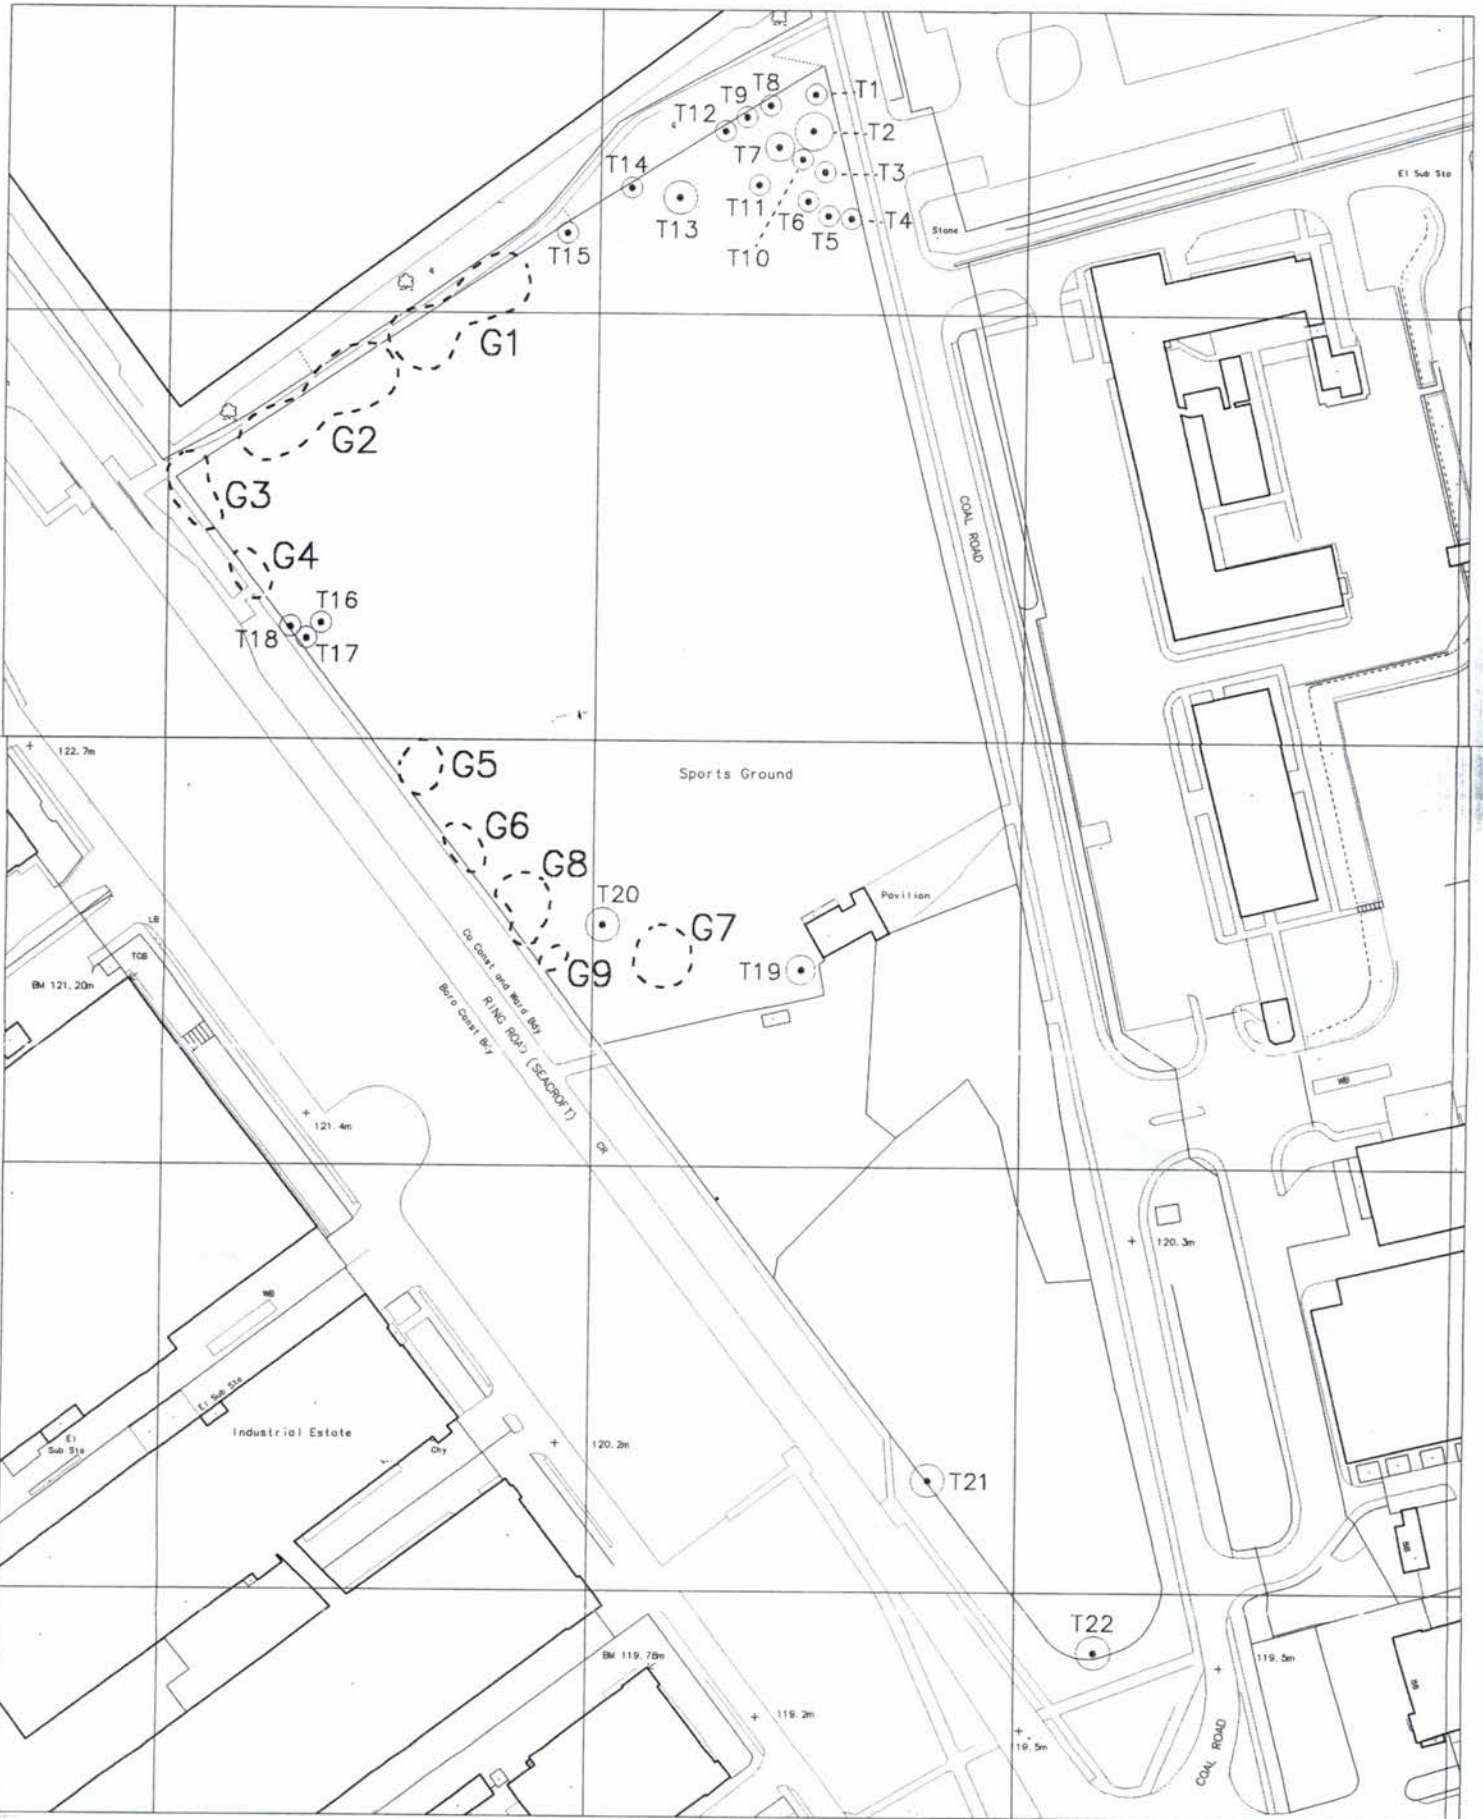 T8
T9
T1
T12
T2
T7
T14
T3
El Sub Sta
T11
T13
T6
T4
T5
Stone
T15
T10
G1
G2
G3
COAL ROAD
G4
T16
T18
T17
122.7m
G5
Sports Ground
G6
G8
T20
Pavilion
LB
G7
TCB
T19
G9
BM 121.20m
Co Const and Ward Bdy
RING ROAD (SEACROFT)
Boro Const Bdy
WB
121.4m
CR
120.3m
WB
El Sub Sta
Industrial Estate
El
Sub Sta
Chy
120.2m
T21
T22
BM 119.78m
119.5m
119.2m
COAL ROAD
119.5m